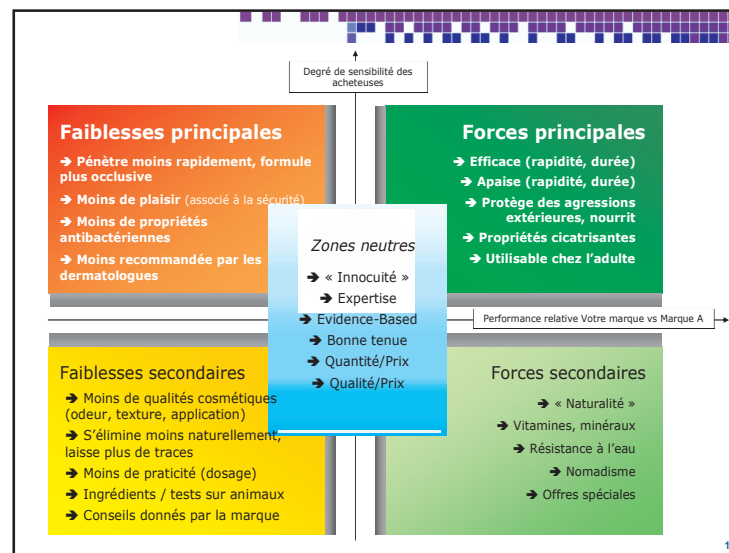 Degré de sensibilité des
acheteuses
Faiblesses principales
➔ Pénètre moins rapidement, formule
plus occlusive
➔ Moins de plaisir (associé à la sécurité)
➔ Moins de propriétés
antibactériennes
➔ Moins recommandée par les
dermatologues
Forces principales
➔ Efficace (rapidité, durée)
➔ Apaise (rapidité, durée)
➔ Protège des agressions
extérieures, nourrit
➔ Propriétés cicatrisantes
➔ Utilisable chez l’adulte
Zones neutres
➔ « Innocuité »
➔ Expertise
➔ Evidence-Based
➔ Bonne tenue
➔ Quantité/Prix
➔ Qualité/Prix
Performance relative Votre marque vs Marque A
Faiblesses secondaires
➔ Moins de qualités cosmétiques
(odeur, texture, application)
➔ S’élimine moins naturellement,
laisse plus de traces
➔ Moins de praticité (dosage)
➔ Ingrédients / tests sur animaux
➔ Conseils donnés par la marque
Forces secondaires
➔ « Naturalité »
➔ Vitamines, minéraux
➔ Résistance à l’eau
➔ Nomadisme
➔ Offres spéciales
1